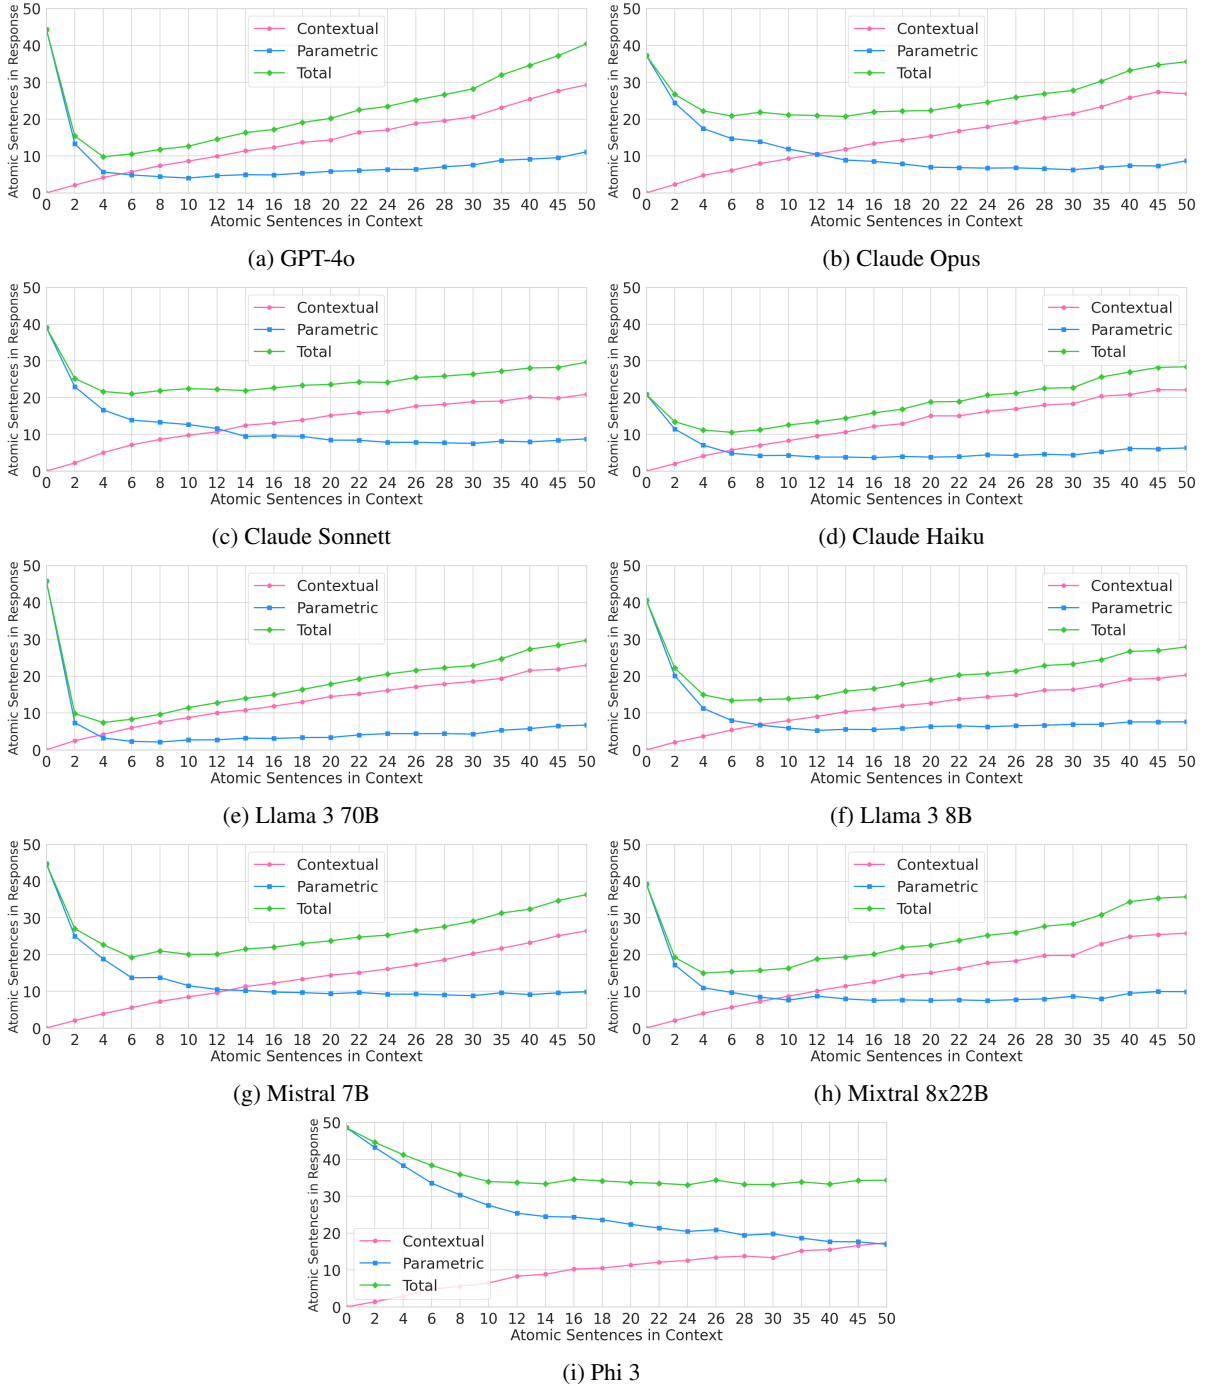 50
40
30
20
10
0
Atomic Sentences in Response
Contextual
Parametric
Total
0 2 4 6 8 10 12 14 16 18 20 22 24 26 28 30 35 40 45 50
Atomic Sentences in Context
(a) GPT-4o
50
40
30
20
10
0
Atomic Sentences in Response
Contextual
Parametric
Total
0 2 4 6 8 10 12 14 16 18 20 22 24 26 28 30 35 40 45 50
Atomic Sentences in Context
(b) Claude Opus
50
40
30
20
10
0
Atomic Sentences in Response
Contextual
Parametric
Total
0 2 4 6 8 10 12 14 16 18 20 22 24 26 28 30 35 40 45 50
Atomic Sentences in Context
(c) Claude Sonnett
50
40
30
20
10
0
Atomic Sentences in Response
Contextual
Parametric
Total
0 2 4 6 8 10 12 14 16 18 20 22 24 26 28 30 35 40 45 50
Atomic Sentences in Context
(d) Claude Haiku
50
40
30
20
10
0
Atomic Sentences in Response
Contextual
Parametric
Total
0 2 4 6 8 10 12 14 16 18 20 22 24 26 28 30 35 40 45 50
Atomic Sentences in Context
(e) Llama 3 70B
50
40
30
20
10
0
Atomic Sentences in Response
Contextual
Parametric
Total
0 2 4 6 8 10 12 14 16 18 20 22 24 26 28 30 35 40 45 50
Atomic Sentences in Context
(f) Llama 3 8B
50
40
30
20
10
0
Atomic Sentences in Response
Contextual
Parametric
Total
0 2 4 6 8 10 12 14 16 18 20 22 24 26 28 30 35 40 45 50
Atomic Sentences in Context
(g) Mistral 7B
50
40
30
20
10
0
Atomic Sentences in Response
Contextual
Parametric
Total
0 2 4 6 8 10 12 14 16 18 20 22 24 26 28 30 35 40 45 50
Atomic Sentences in Context
(h) Mixtral 8x22B
50
40
30
20
10
0
Atomic Sentences in Response
Contextual
Parametric
Total
0 2 4 6 8 10 12 14 16 18 20 22 24 26 28 30 35 40 45 50
Atomic Sentences in Context
(i) Phi 3